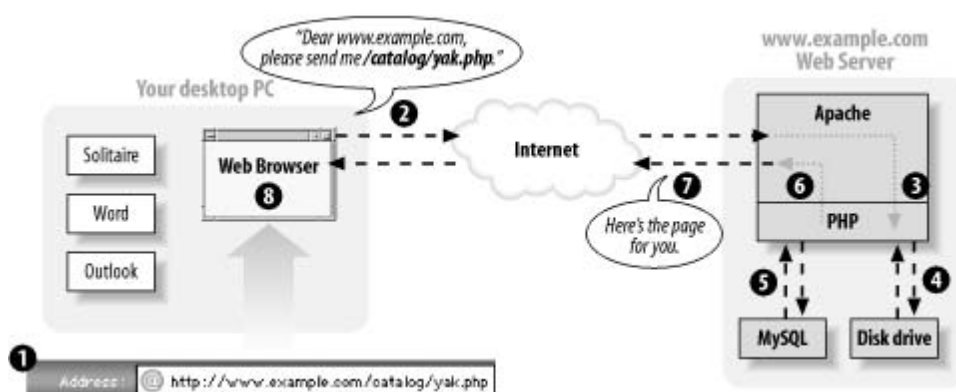 "Dear www.example.com,
please send me /catalog/yak.php."
www.example.com
Web Server
Your desktop PC
2
Apache
Solitaire
Web Browser
8
Internet
7
6
3
Word
Here's the page
for you.
PHP
Outlook
5
4
MySQL
Disk drive
1
Address:
@ http://www.example.com/catalog/yak.php